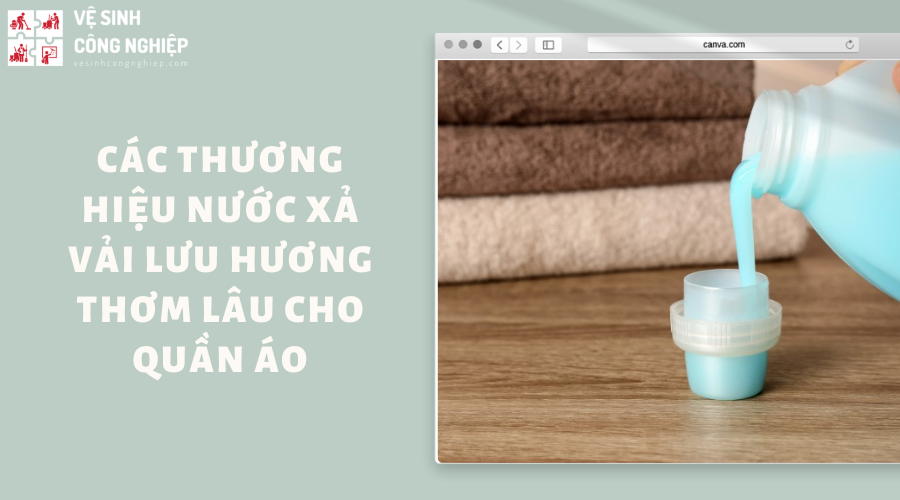 VỆ SINH
CÔNG NGHIỆP
vesinhcongnghiep.com
canva.com
CÁC THƯƠNG
HIỆU NƯỚC XẢ
VẢI LƯU HƯƠNG
THƠM LÂU CHO
QUẦN ÁO